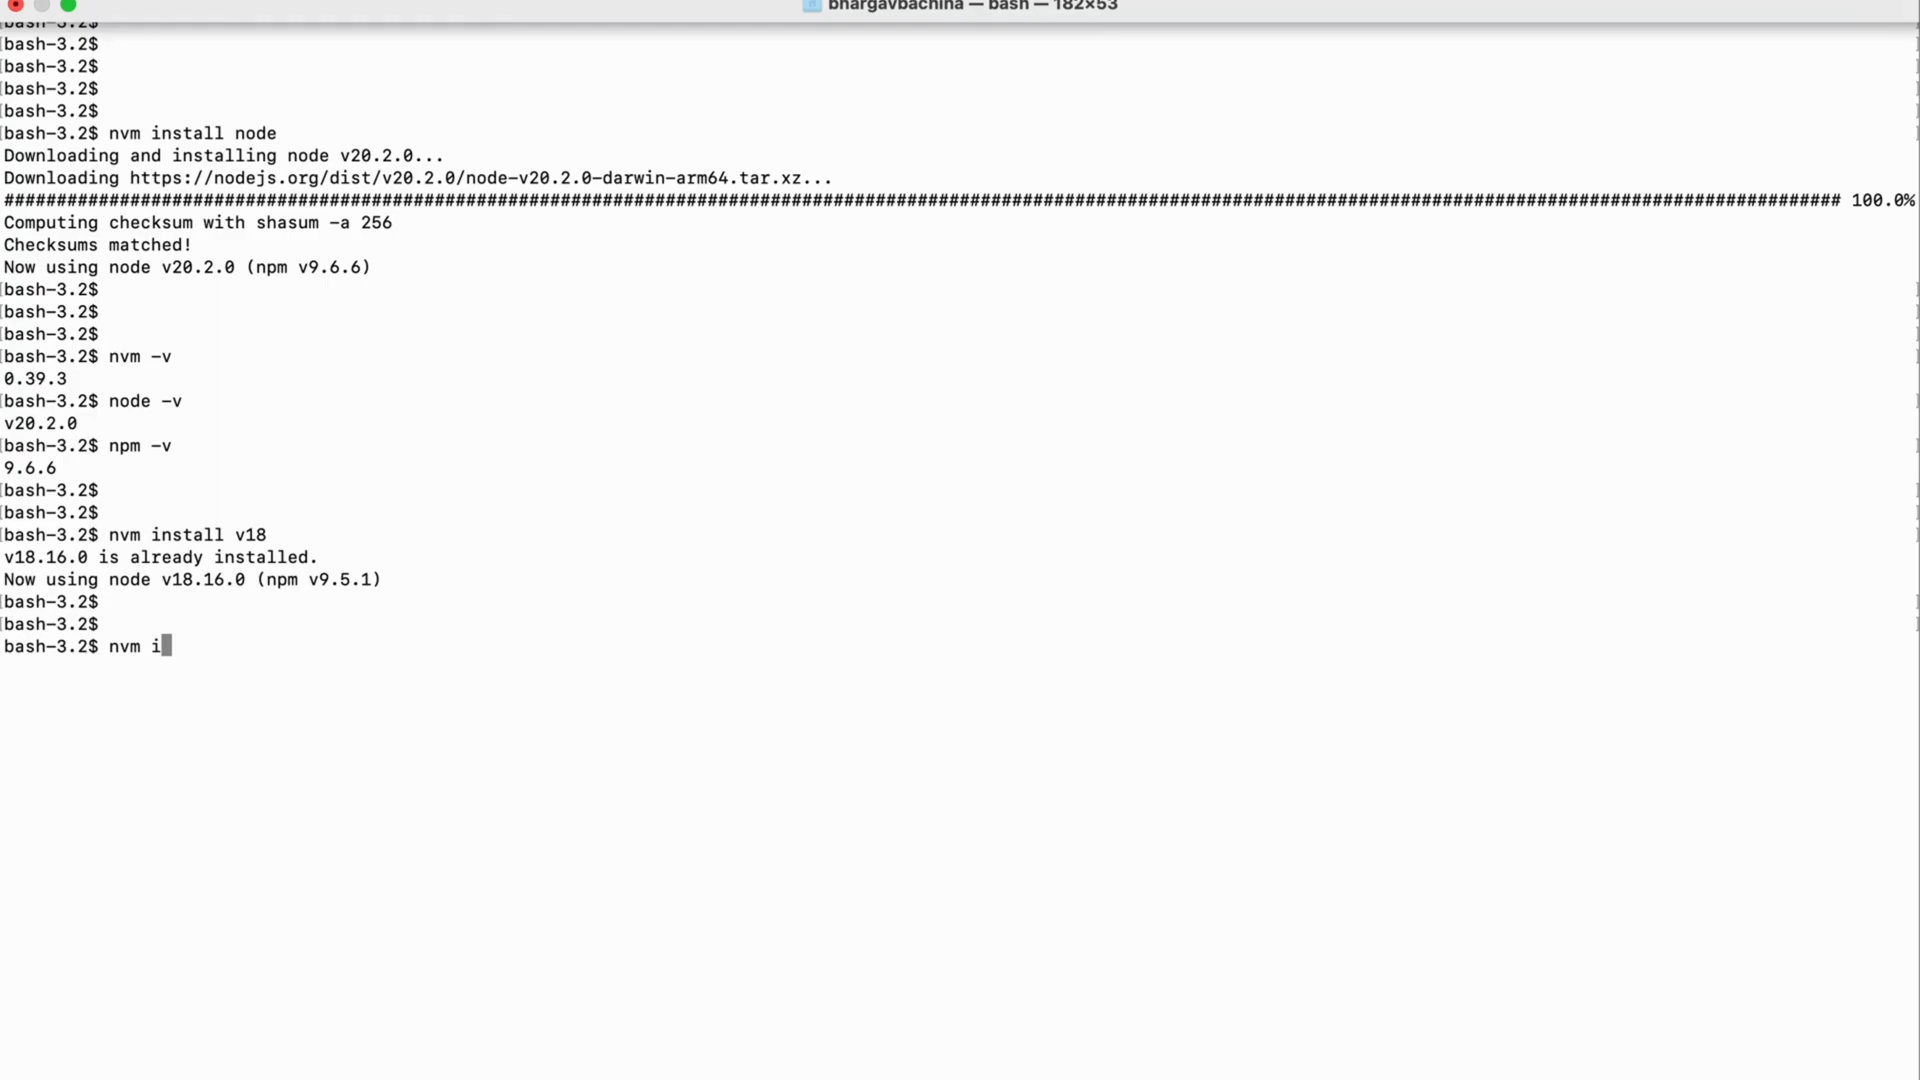 bhargavbachina — bash — 182×53
bash-3.2$
[bash-3.2$
[bash-3.2$
[bash-3.2$
[bash-3.2$
[bash-3.2$ nvm install node
Downloading and installing node v20.2.0...
Downloading https://nodejs.org/dist/v20.2.0/node-v20.2.0-darwin-arm64.tar.xz...
############################################################################################################################################################################### 100.0%
Computing checksum with shasum -a 256
Checksums matched!
Now using node v20.2.0 (npm v9.6.6)
[bash-3.2$
[bash-3.2$
[bash-3.2$
[bash-3.2$ nvm -v
0.39.3
[bash-3.2$ node -v
v20.2.0
[bash-3.2$ npm -v
9.6.6
[bash-3.2$
[bash-3.2$
[bash-3.2$ nvm install v18
v18.16.0 is already installed.
Now using node v18.16.0 (npm v9.5.1)
[bash-3.2$
[bash-3.2$
bash-3.2$ nvm i